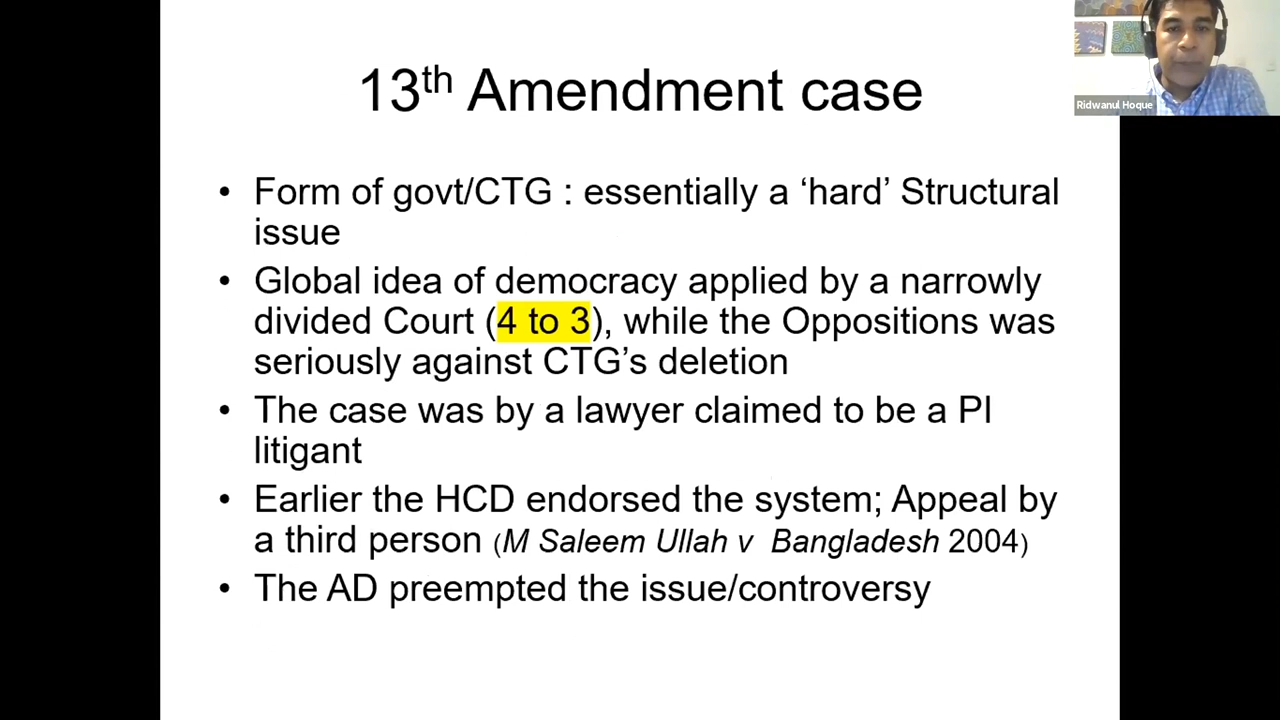 13th Amendment case
Ridwanul Hoque
• Form of govt/CTG : essentially a ‘hard’ Structural
issue
• Global idea of democracy applied by a narrowly
divided Court (4 to 3), while the Oppositions was
seriously against CTG’s deletion
• The case was by a lawyer claimed to be a PI
litigant
• Earlier the HCD endorsed the system; Appeal by
a third person (M Saleem Ullah v Bangladesh 2004)
• The AD preempted the issue/controversy